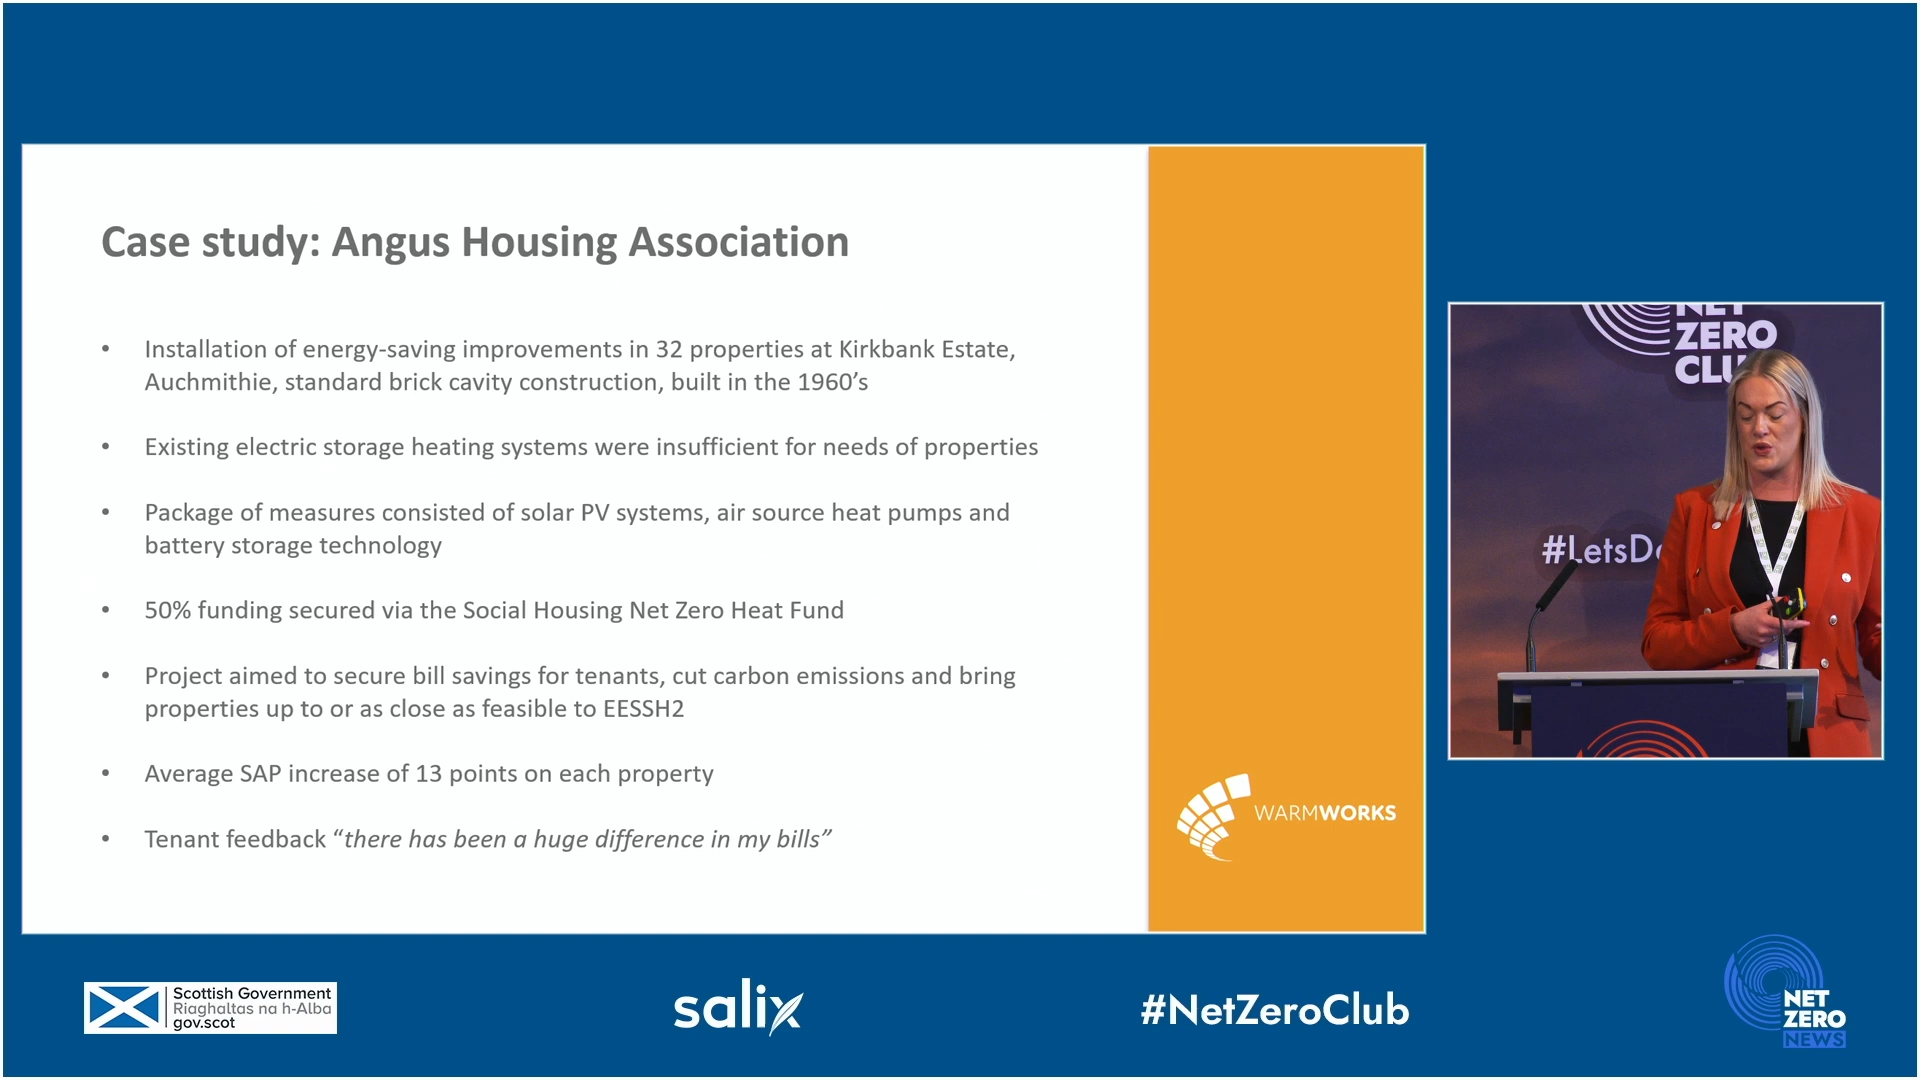 Case study: Angus Housing Association
• Installation of energy-saving improvements in 32 properties at Kirkbank Estate,
Auchmithie, standard brick cavity construction, built in the 1960’s
• Existing electric storage heating systems were insufficient for needs of properties
• Package of measures consisted of solar PV systems, air source heat pumps and
battery storage technology
• 50% funding secured via the Social Housing Net Zero Heat Fund
• Project aimed to secure bill savings for tenants, cut carbon emissions and bring
properties up to or as close as feasible to EESSH2
• Average SAP increase of 13 points on each property
• Tenant feedback “there has been a huge difference in my bills”
WARMWORKS
NET
ZERO
CLU
#LetsDo
Scottish Government
Riaghaltas na h-Alba
gov.scot
salix
#NetZeroClub
NET
ZERO
NEWS